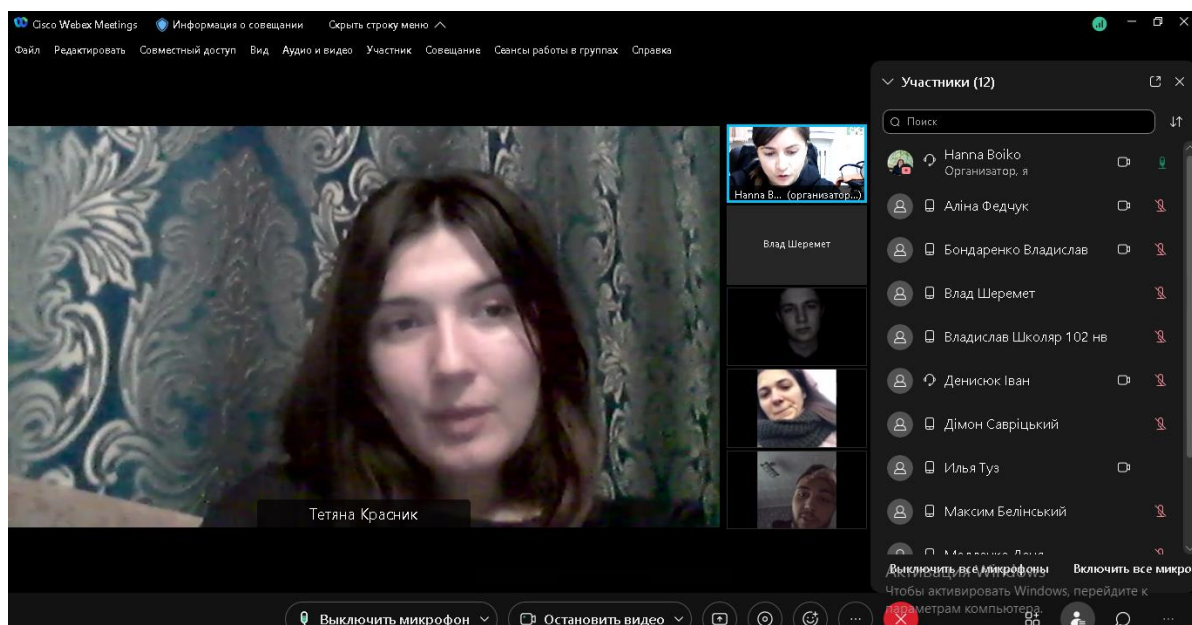 Cisco Webex Meetings
Информация о совещании
Скрыть строку меню
Файл Редактировать Совместный доступ Вид Аудио и видео Участник Совещание Сеансы работы в группах Справка
Тетяна Красник
Hanna B... (организатор...)
Влад Шеремет
Участники (12)
Поиск
Hanna Boiko
Организатор, я
Аліна Федчук
Бондаренко Владислав
Влад Шеремет
Владислав Школяр 102 нв
Денисюк Іван
Дімон Савріцький
Илья Туз
Максим Белінський
Выключить все микрофоны Включить все микро
Активация Windows
Чтобы активировать Windows, перейдите к
параметрам компьютера.
Выключить микрофон
Остановить видео